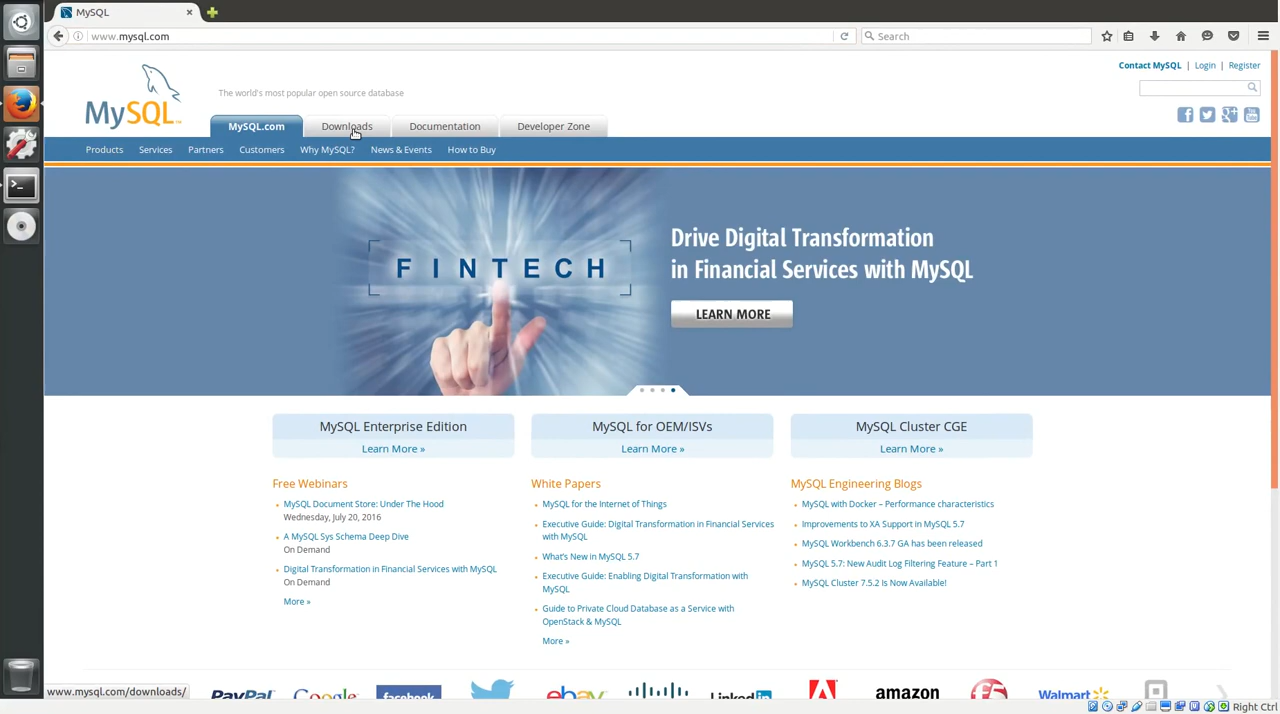 MySQL
www.mysql.com
Search
Contact MySQL | Login | Register
MySQL™
The world's most popular open source database
MySQL.com
Downloads
Documentation
Developer Zone
Products
Services
Partners
Customers
Why MySQL?
News & Events
How to Buy
FINTECH
Drive Digital Transformation
in Financial Services with MySQL
LEARN MORE
MySQL Enterprise Edition
Learn More »
MySQL for OEM/ISVs
Learn More »
MySQL Cluster CGE
Learn More »
Free Webinars
MySQL Document Store: Under The Hood
Wednesday, July 20, 2016
A MySQL Sys Schema Deep Dive
On Demand
Digital Transformation in Financial Services with MySQL
On Demand
More »
White Papers
MySQL for the Internet of Things
Executive Guide: Digital Transformation in Financial Services
with MySQL
What's New in MySQL 5.7
Executive Guide: Enabling Digital Transformation with
MySQL
Guide to Private Cloud Database as a Service with
OpenStack & MySQL
More »
MySQL Engineering Blogs
MySQL with Docker – Performance characteristics
Improvements to XA Support in MySQL 5.7
MySQL Workbench 6.3.7 GA has been released
MySQL 5.7: New Audit Log Filtering Feature – Part 1
MySQL Cluster 7.5.2 Is Now Available!
PayPal
Google
facebook
ebay
LinkedIn
amazon
Walmart
www.mysql.com/downloads/
Right Ctrl